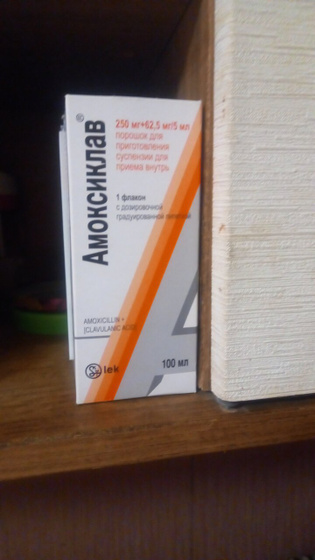 Амоксиклав®
250 мг+62,5 мг/5 мл
порошок для
приготовления
суспензии для
приема внутрь
1 флакон
с дозировочной
градуированной пипеткой
AMOXICILLIN +
[CLAVULANIC ACID]
lek
100 мл